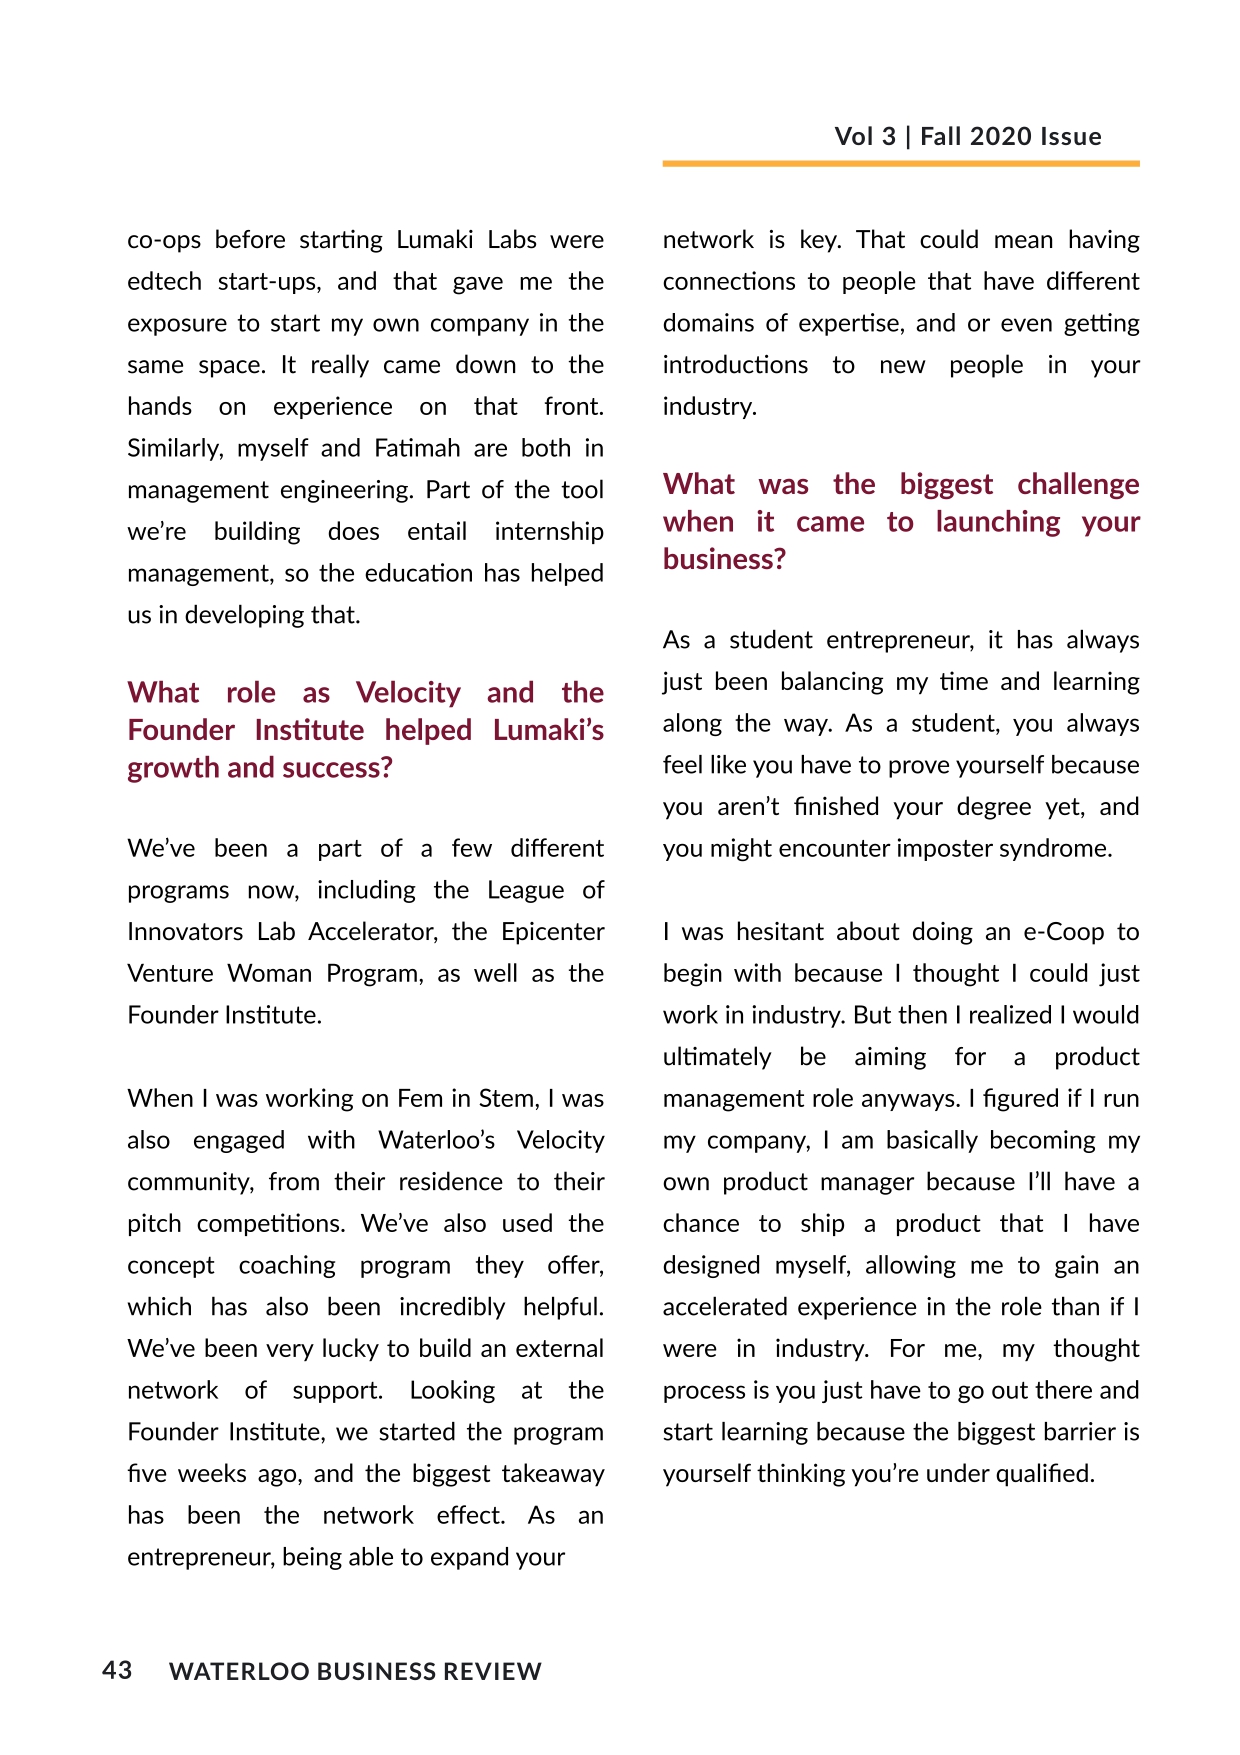 Vol 3 | Fall 2020 Issue
co-ops before starting Lumaki Labs were
edtech start-ups, and that gave me the
exposure to start my own company in the
same space. It really came down to the
hands on experience on that front.
Similarly, myself and Fatimah are both in
management engineering. Part of the tool
we’re building does entail internship
management, so the education has helped
us in developing that.
What role as Velocity and the
Founder Institute helped Lumaki’s
growth and success?
We’ve been a part of a few different
programs now, including the League of
Innovators Lab Accelerator, the Epicenter
Venture Woman Program, as well as the
Founder Institute.
When I was working on Fem in Stem, I was
also engaged with Waterloo’s Velocity
community, from their residence to their
pitch competitions. We’ve also used the
concept coaching program they offer,
which has also been incredibly helpful.
We’ve been very lucky to build an external
network of support. Looking at the
Founder Institute, we started the program
five weeks ago, and the biggest takeaway
has been the network effect. As an
entrepreneur, being able to expand your
network is key. That could mean having
connections to people that have different
domains of expertise, and or even getting
introductions to new people in your
industry.
What was the biggest challenge
when it came to launching your
business?
As a student entrepreneur, it has always
just been balancing my time and learning
along the way. As a student, you always
feel like you have to prove yourself because
you aren’t finished your degree yet, and
you might encounter imposter syndrome.
I was hesitant about doing an e-Coop to
begin with because I thought I could just
work in industry. But then I realized I would
ultimately be aiming for a product
management role anyways. I figured if I run
my company, I am basically becoming my
own product manager because I’ll have a
chance to ship a product that I have
designed myself, allowing me to gain an
accelerated experience in the role than if I
were in industry. For me, my thought
process is you just have to go out there and
start learning because the biggest barrier is
yourself thinking you’re under qualified.
43 WATERLOO BUSINESS REVIEW